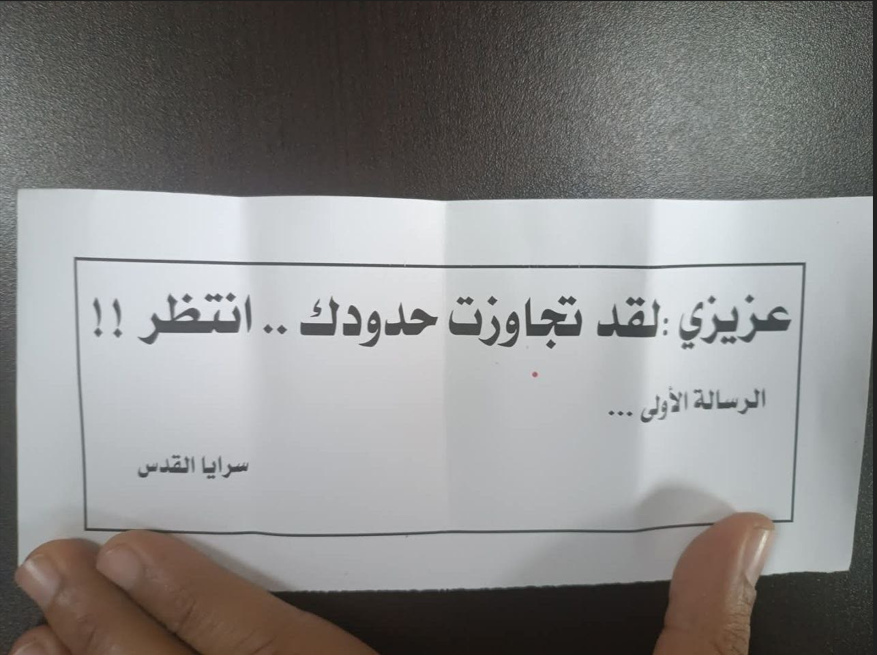 عزيزي :لقد تجاوزت حدودك .. انتظر !!
الرسالة الأولى ...
سرايا القدس